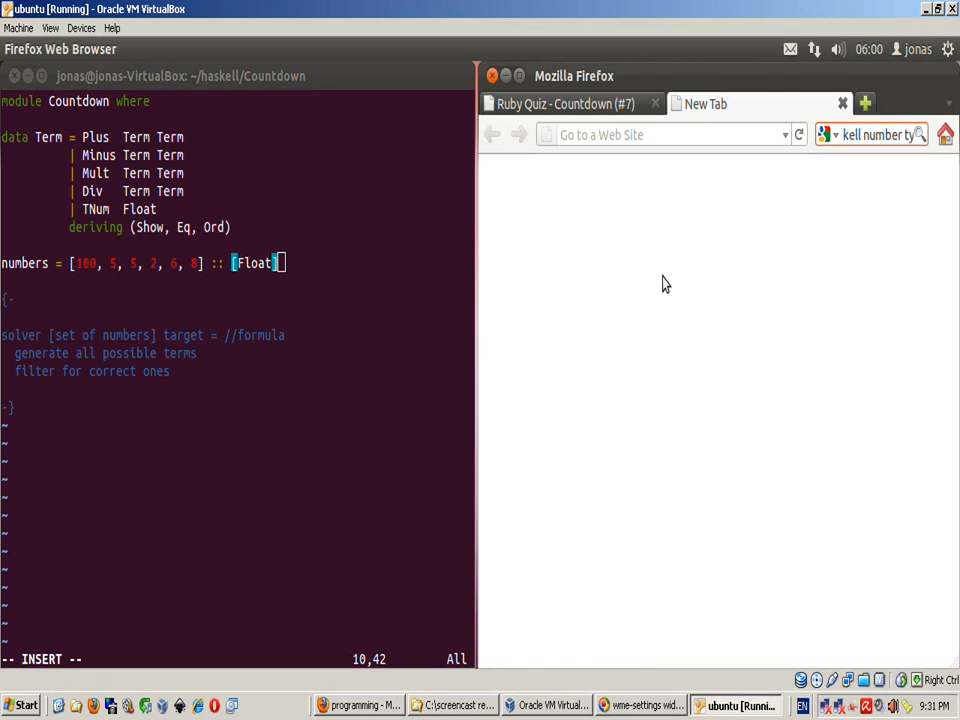 ubuntu [Running] - Oracle VM VirtualBox
Machine View Devices Help
Firefox Web Browser
06:00 jonas
jonas@jonas-VirtualBox: ~/haskell/Countdown
Mozilla Firefox
module Countdown where
data Term = Plus Term Term
| Minus Term Term
| Mult Term Term
| Div Term Term
| TNum Float
deriving (Show, Eq, Ord)
numbers = [100, 5, 5, 2, 6, 8] :: [Float]
{-
solver [set of numbers] target = //formula
generate all possible terms
filter for correct ones
-}
~
~
~
~
~
~
~
~
~
~
~
~
~
-- INSERT -- 10,42 All
Ruby Quiz - Countdown (#7)
New Tab
Go to a Web Site
kell number ty
Right Ctrl
Start
programming - M...
C:\screencast re...
Oracle VM Virtual...
wme-settings wid...
ubuntu [Runni...
EN
9:31 PM